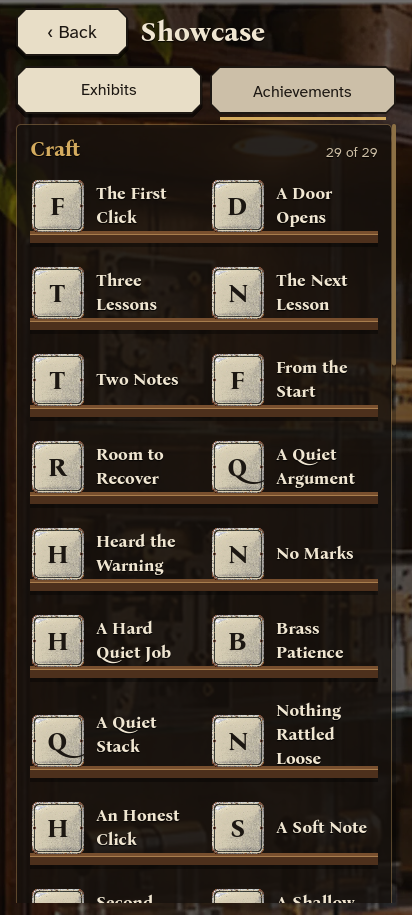 ‹ Back
Showcase
Exhibits
Achievements
Craft
29 of 29
F
The First
Click
D
A Door
Opens
T
Three
Lessons
N
The Next
Lesson
T
Two Notes
F
From the
Start
R
Room to
Recover
Q
A Quiet
Argument
H
Heard the
Warning
N
No Marks
H
A Hard
Quiet Job
B
Brass
Patience
Q
A Quiet
Stack
N
Nothing
Rattled
Loose
H
An Honest
Click
S
A Soft Note
Second
A Shallow